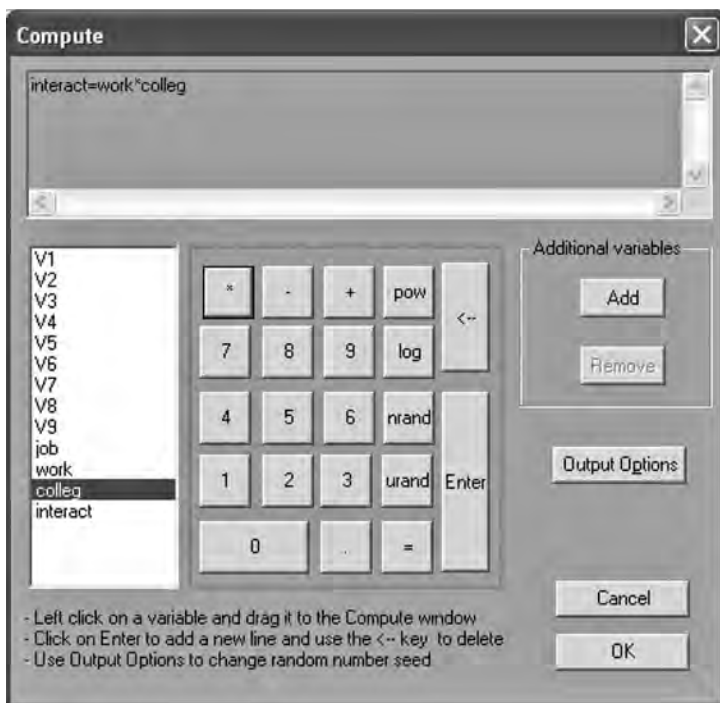 Compute
interact=work*colleg
V1
V2
V3
V4
V5
V6
V7
V8
V9
job
work
colleg
interact
* - + pow <--
7 8 9 log
4 5 6 nrand Enter
1 2 3 urand
0 . =
Additional variables
Add
Remove
Output Options
Cancel
OK
- Left click on a variable and drag it to the Compute window
- Click on Enter to add a new line and use the <-- key to delete
- Use Output Options to change random number seed